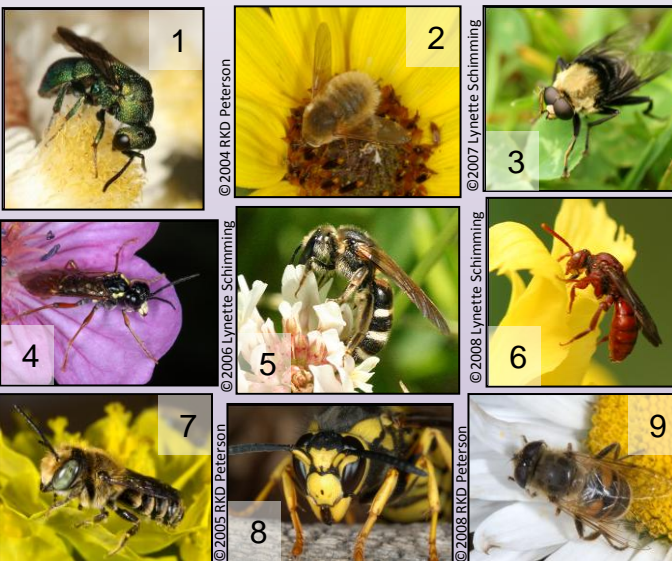 1
2
3
4
5
6
7
8
9
©2004 RKD Peterson
©2007 Lynette Schimming
©2006 Lynette Schimming
©2008 Lynette Schimming
©2005 RKD Peterson
©2008 RKD Peterson